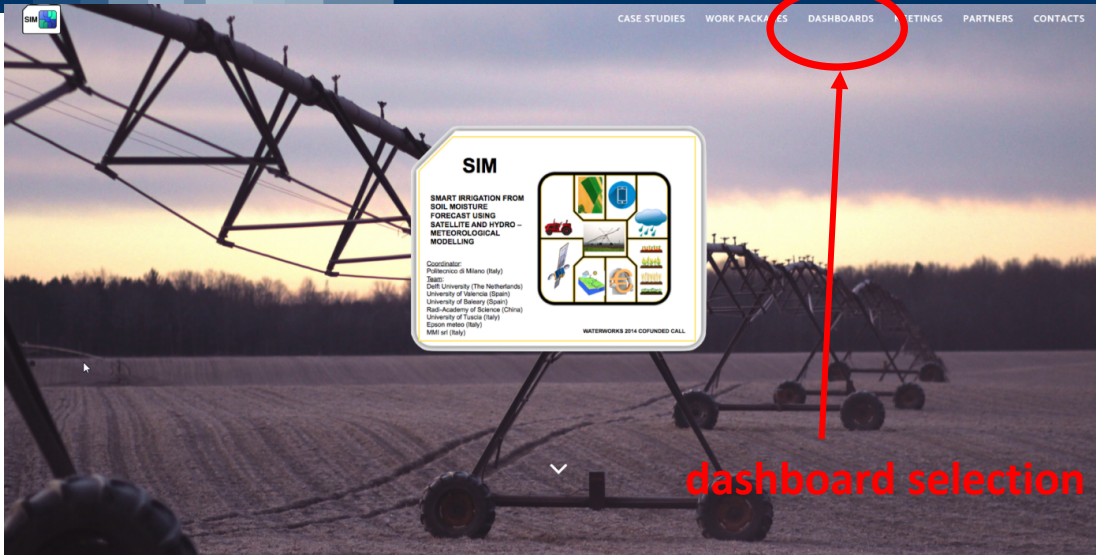 SIM
CASE STUDIES WORK PACKAGES DASHBOARDS MEETINGS PARTNERS CONTACTS
SIM
SMART IRRIGATION FROM
SOIL MOISTURE
FORECAST USING
SATELLITE AND HYDRO –
METEOROLOGICAL
MODELLING
Coordinator:
Politecnico di Milano (Italy)
Team:
Delft University (The Netherlands)
University of Valencia (Spain)
University of Baleary (Spain)
Radi-Academy of Science (China)
University of Tuscia (Italy)
Epson meteo (Italy)
MMI srl (Italy)
WATERWORKS 2014 COFUNDED CALL
dashboard selection